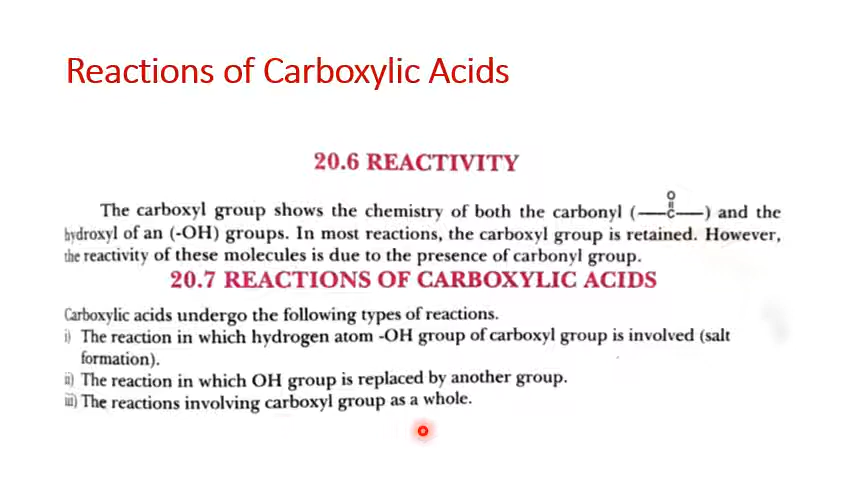 Reactions of Carboxylic Acids
20.6 REACTIVITY
The carboxyl group shows the chemistry of both the carbonyl (—C—) and the
O
hydroxyl of an (-OH) groups. In most reactions, the carboxyl group is retained. However,
the reactivity of these molecules is due to the presence of carbonyl group.
20.7 REACTIONS OF CARBOXYLIC ACIDS
Carboxylic acids undergo the following types of reactions.
i) The reaction in which hydrogen atom -OH group of carboxyl group is involved (salt
formation).
ii) The reaction in which OH group is replaced by another group.
iii) The reactions involving carboxyl group as a whole.